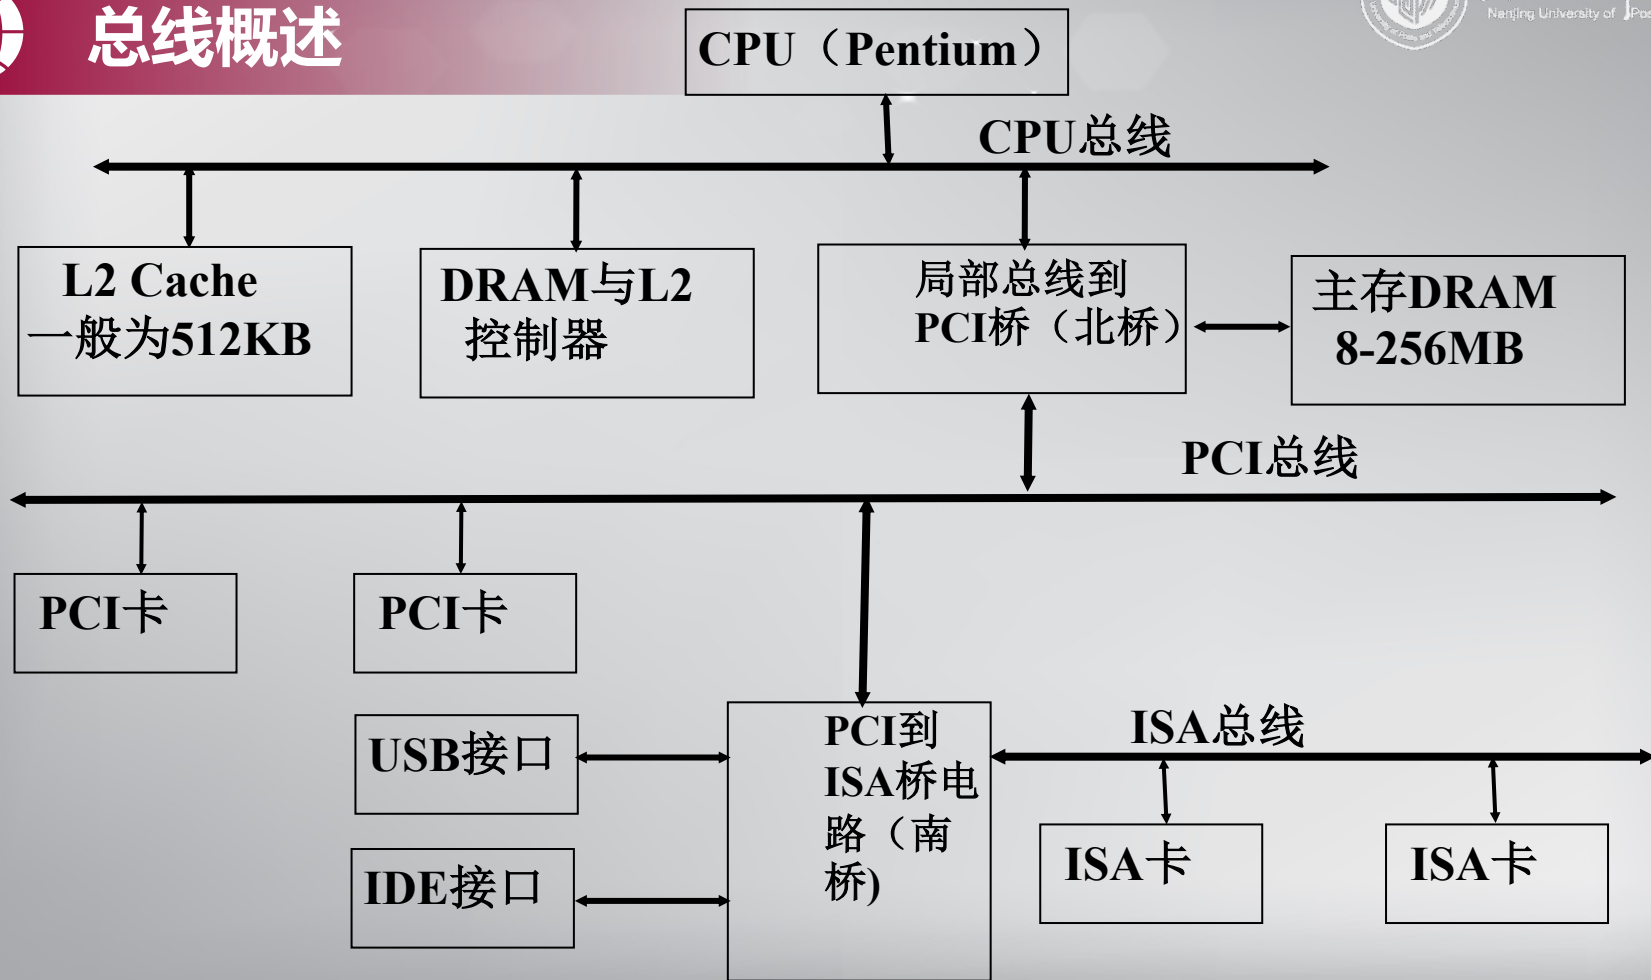 总线概述
Nanjing University of Pos
CPU（Pentium）
CPU总线
L2 Cache
一般为512KB
DRAM与L2
控制器
局部总线到
PCI桥（北桥）
主存DRAM
8-256MB
PCI总线
PCI卡
PCI卡
USB接口
IDE接口
PCI到
ISA桥电
路（南
桥)
ISA总线
ISA卡
ISA卡